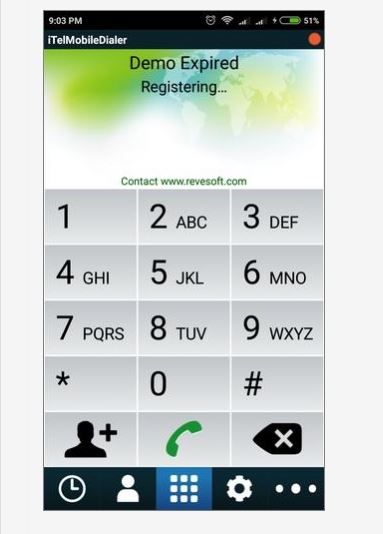 9:03 PM 51%
iTelMobileDialer
Demo Expired
Registering...
Contact www.revesoft.com
1 2 ABC 3 DEF
4 GHI 5 JKL 6 MNO
7 PQRS 8 TUV 9 WXYZ
* 0 #